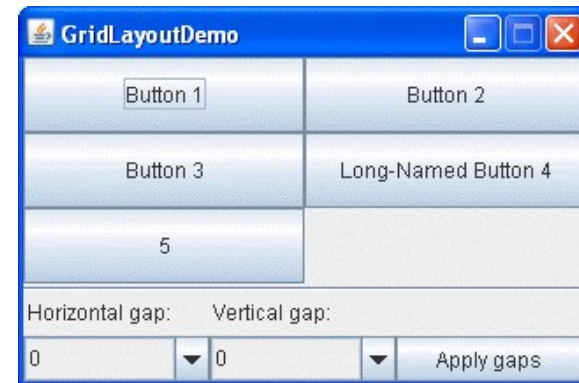 GridLayoutDemo
Button 1 Button 2
Button 3 Long-Named Button 4
5
Horizontal gap: Vertical gap:
0 0 Apply gaps